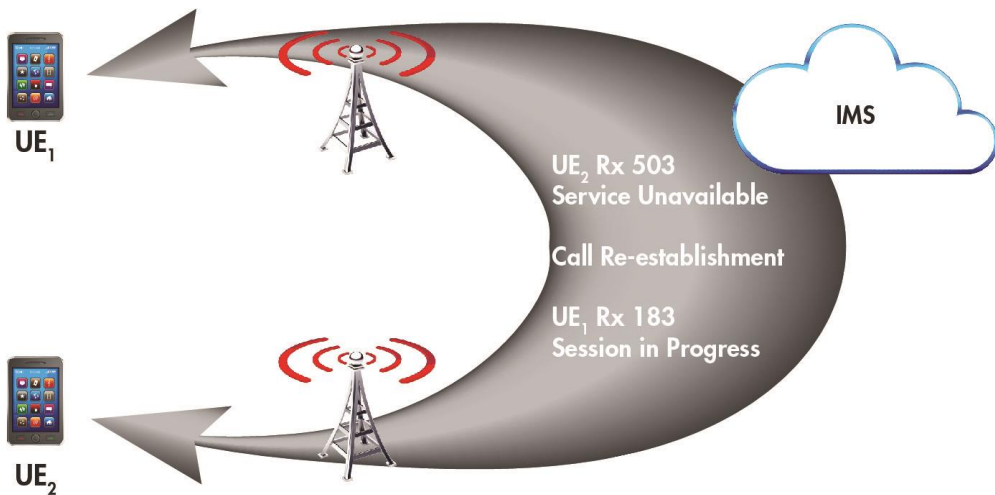 UE₁
IMS
UE₂ Rx 503
Service Unavailable
Call Re-establishment
UE₁ Rx 183
Session in Progress
UE₂